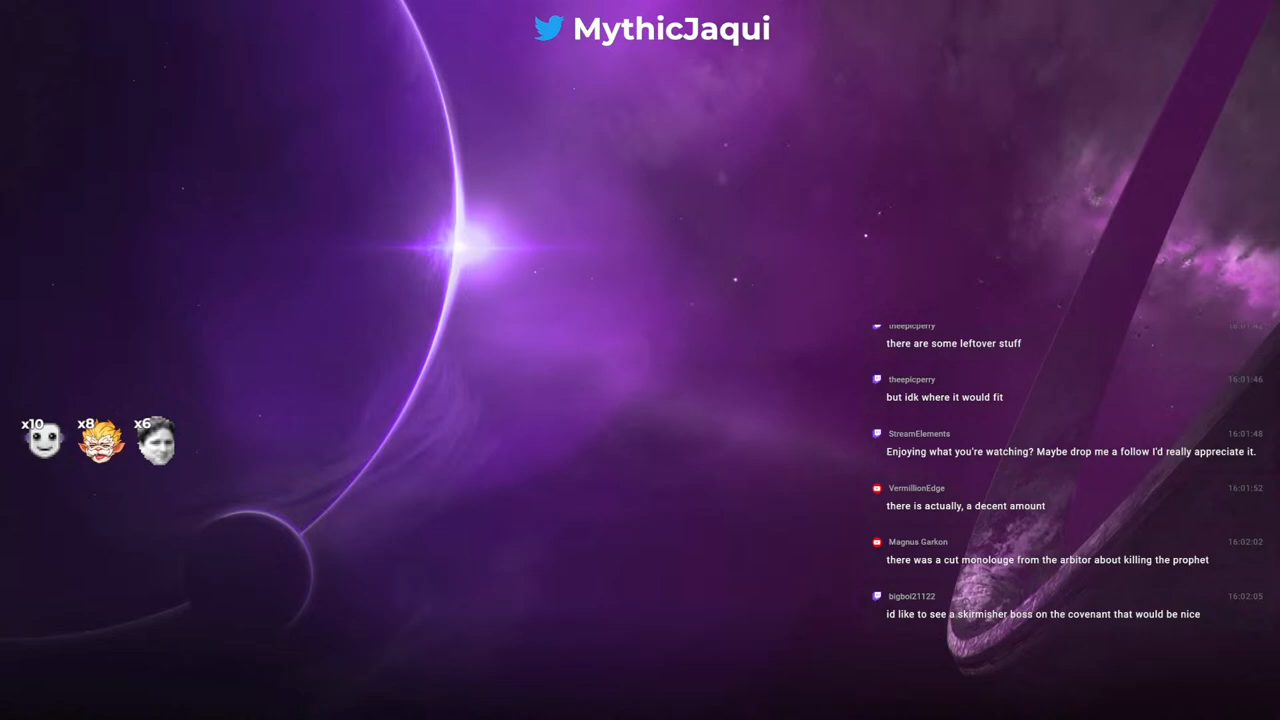 MythicJaqui
x10 x8 x6
theepicperry
there are some leftover stuff
theepicperry 16:01:46
but idk where it would fit
StreamElements 16:01:48
Enjoying what you're watching? Maybe drop me a follow I'd really appreciate it.
VermillionEdge 16:01:52
there is actually, a decent amount
Magnus Garkon 16:02:02
there was a cut monolouge from the arbitor about killing the prophet
bigboi21122 16:02:05
id like to see a skirmisher boss on the covenant that would be nice